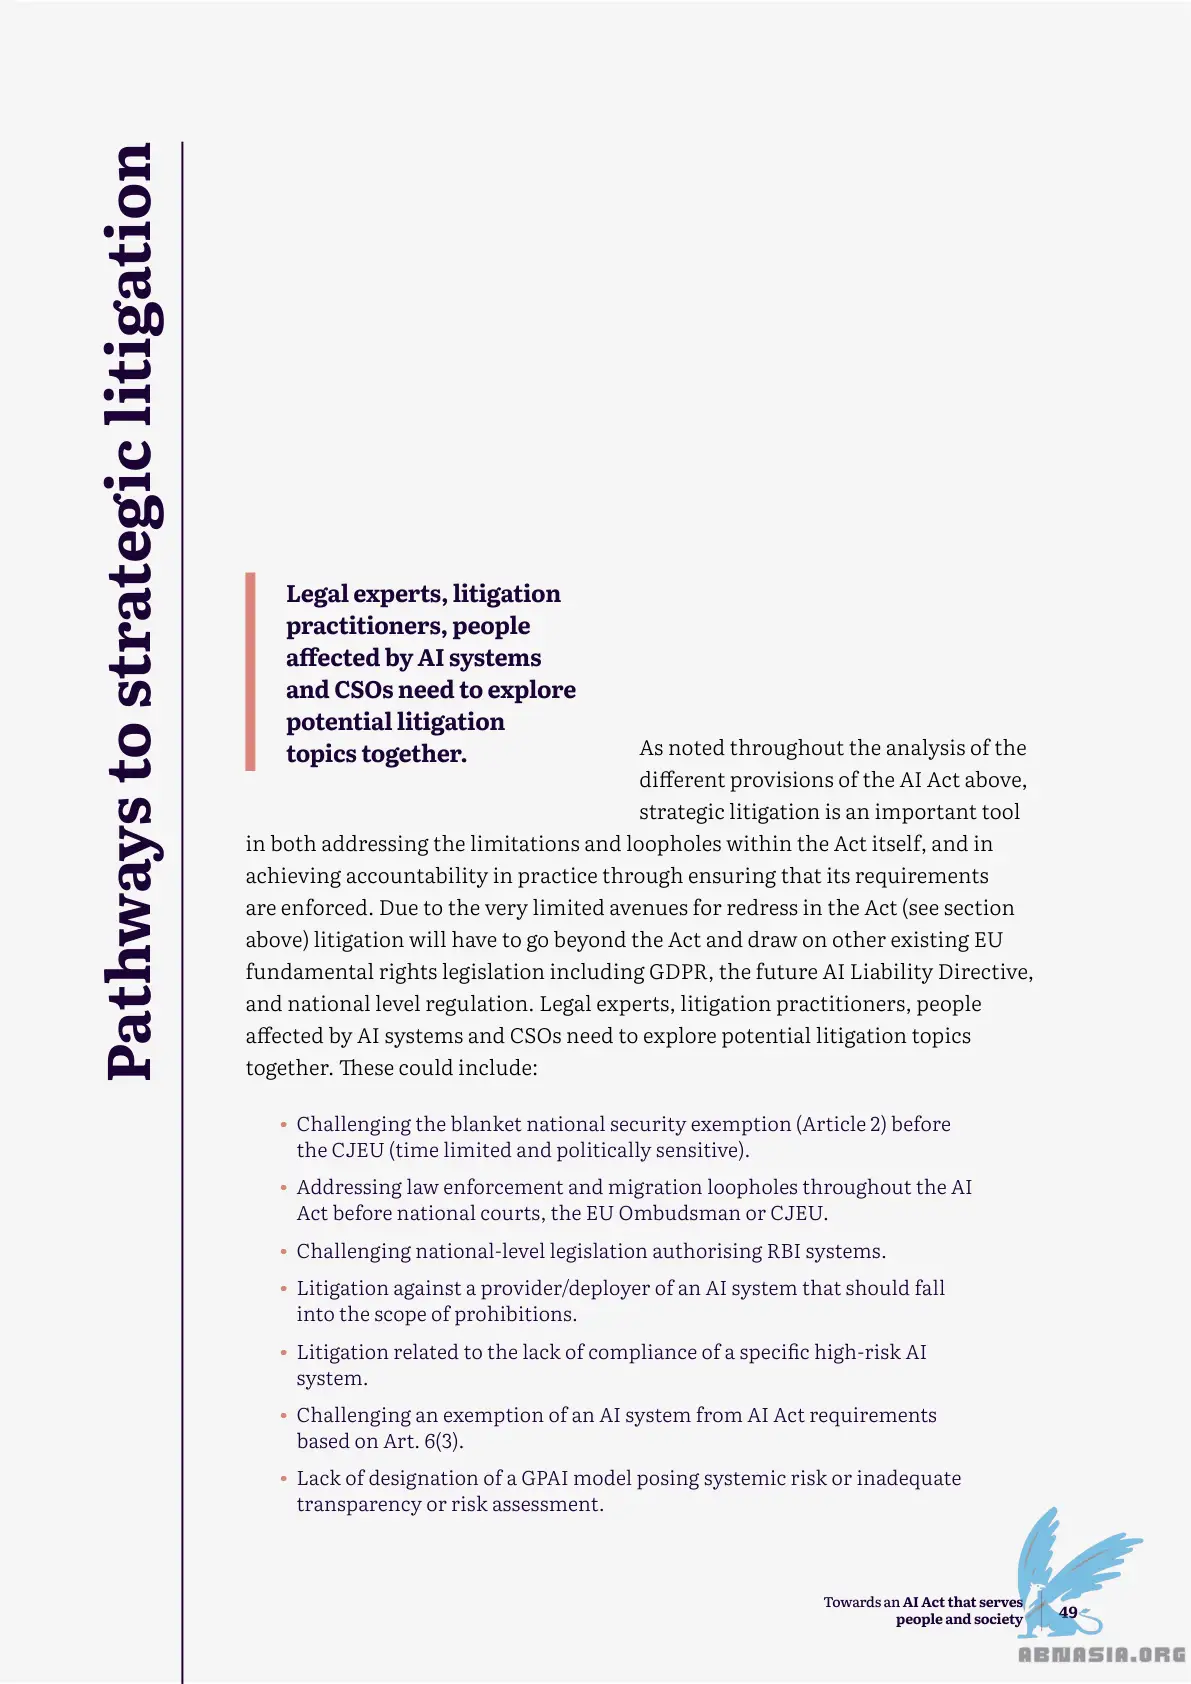 Pathways to strategic litigation
Legal experts, litigation
practitioners, people
affected by AI systems
and CSOs need to explore
potential litigation
topics together.
As noted throughout the analysis of the
different provisions of the AI Act above,
strategic litigation is an important tool
in both addressing the limitations and loopholes within the Act itself, and in
achieving accountability in practice through ensuring that its requirements
are enforced. Due to the very limited avenues for redress in the Act (see section
above) litigation will have to go beyond the Act and draw on other existing EU
fundamental rights legislation including GDPR, the future AI Liability Directive,
and national level regulation. Legal experts, litigation practitioners, people
affected by AI systems and CSOs need to explore potential litigation topics
together. These could include:
• Challenging the blanket national security exemption (Article 2) before
the CJEU (time limited and politically sensitive).
• Addressing law enforcement and migration loopholes throughout the AI
Act before national courts, the EU Ombudsman or CJEU.
• Challenging national-level legislation authorising RBI systems.
• Litigation against a provider/deployer of an AI system that should fall
into the scope of prohibitions.
• Litigation related to the lack of compliance of a specific high-risk AI
system.
• Challenging an exemption of an AI system from AI Act requirements
based on Art. 6(3).
• Lack of designation of a GPAI model posing systemic risk or inadequate
transparency or risk assessment.
Towards an AI Act that serves
people and society
49
ABNASIA.ORG